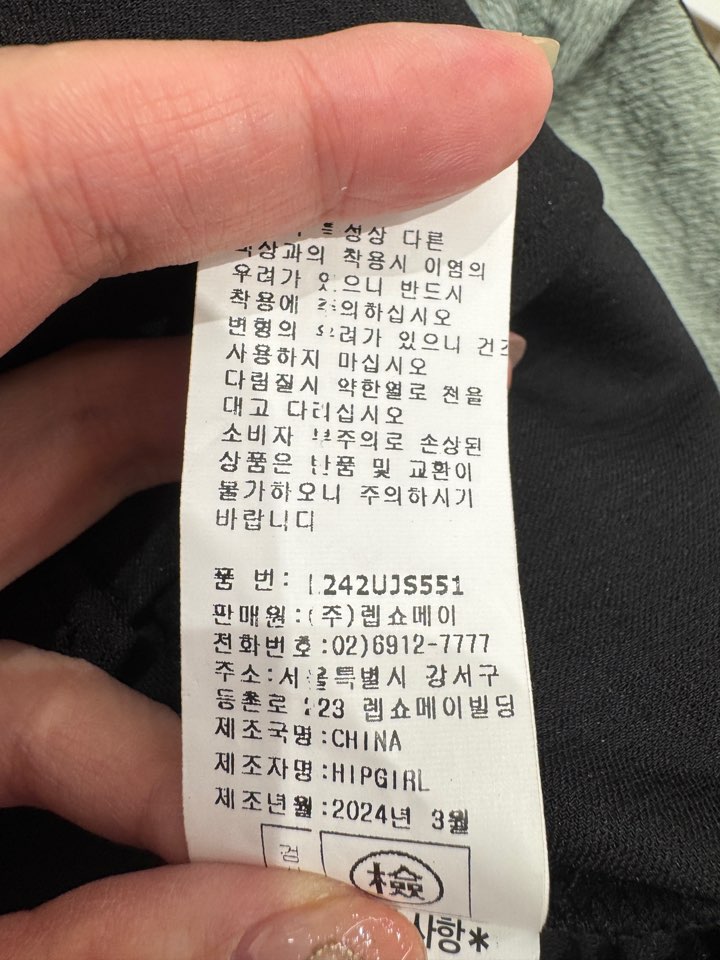 성상 다른
색상과의 착용시 이염의
우려가 있으니 반드시
착용에 주의하십시오
변형의 우려가 있으니 건조
사용하지 마십시오
다림질시 약한열로 천을
대고 다리십시오
소비자 부주의로 손상된
상품은 반품 및 교환이
불가하오니 주의하시기
바랍니다
품 번: 242UJS551
판매원:(주)렙쇼메이
전화번호:02)6912-7777
주소:서울특별시 강서구
등촌로 렙쇼메이빌딩
제조국명:CHINA
제조자명:HIPGIRL
제조년월:2024년 3월
검
檢
사항*